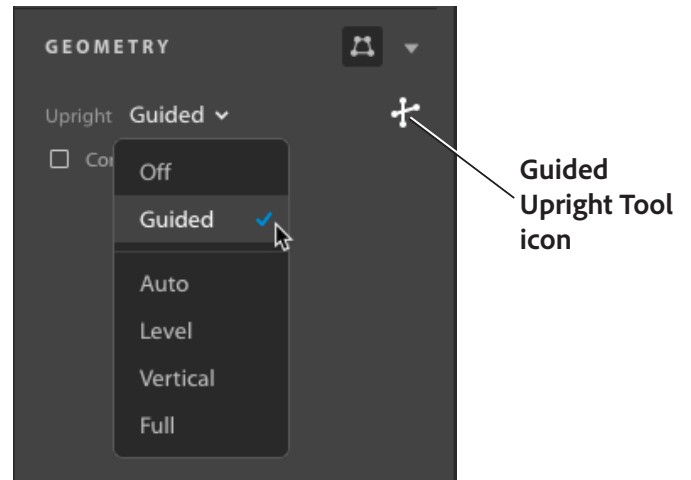 GEOMETRY
Upright Guided
Off
Guided
Auto
Level
Vertical
Full
Guided
Upright Tool
icon